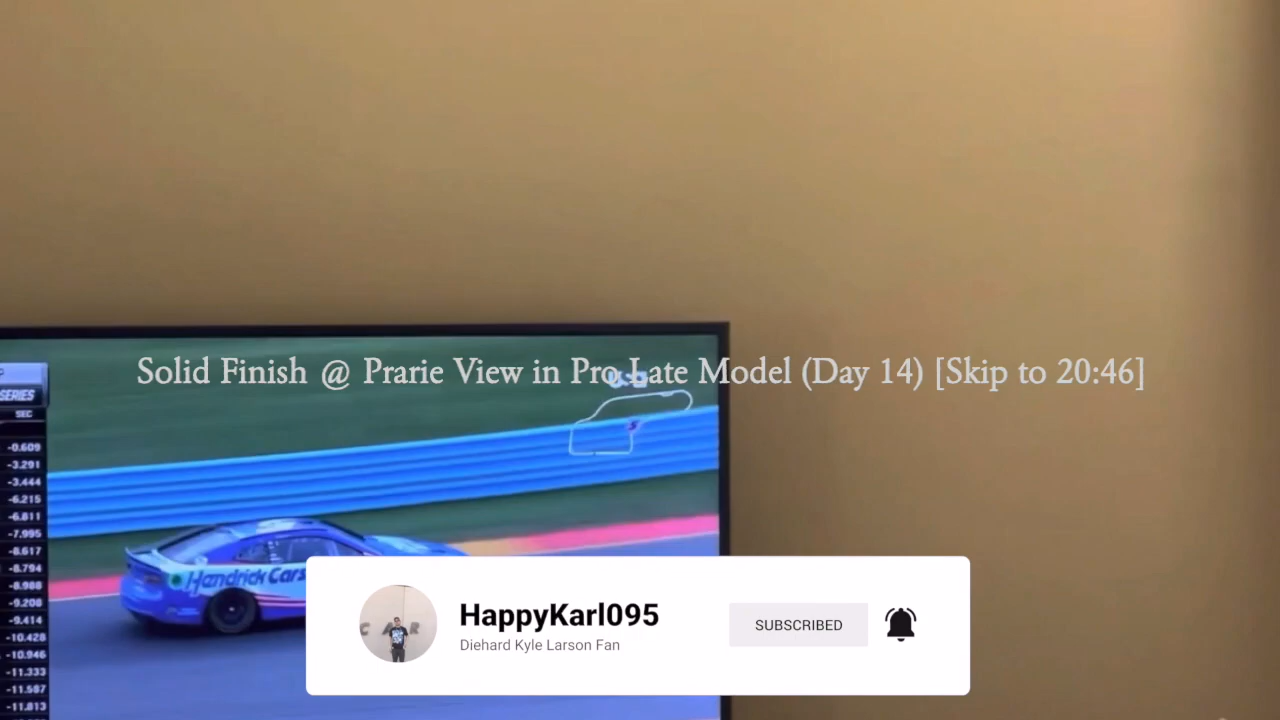 Solid Finish @ Prarie View in Pro Late Model (Day 14) [Skip to 20:46]
SERIES
SEC
-0.609
-3.291
-3.444
-6.215
-6.811
-7.995
-8.617
-8.794
-8.988
-9.208
-9.414
-10.428
-10.946
-11.333
-11.587
-11.813
Hendrick Cars
HappyKarl095
Diehard Kyle Larson Fan
SUBSCRIBED